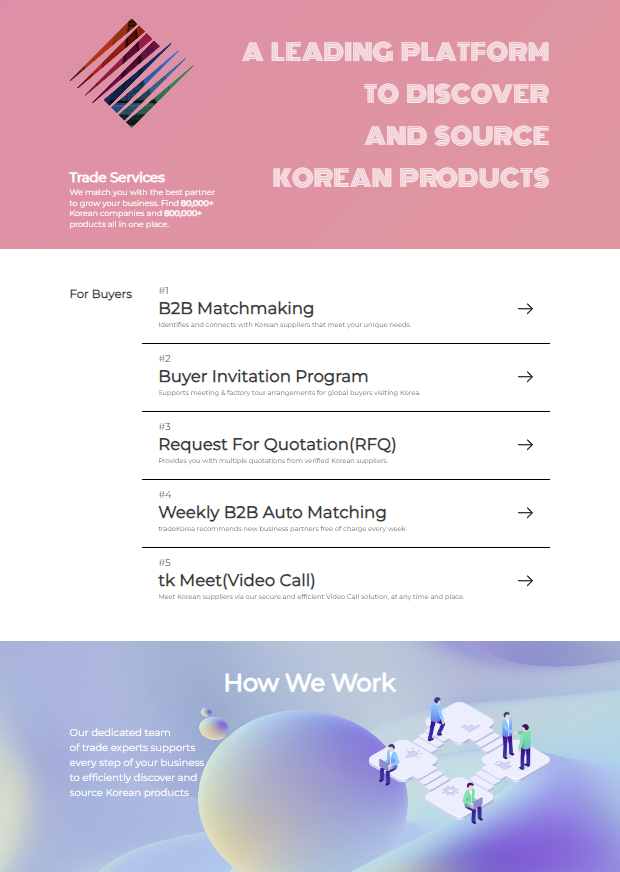 A LEADING PLATFORM
TO DISCOVER
AND SOURCE
KOREAN PRODUCTS
Trade Services
We match you with the best partner
to grow your business. Find 80,000+
Korean companies and 800,000+
products all in one place.
For Buyers
#1
B2B Matchmaking
Identifies and connects with Korean suppliers that meet your unique needs.
#2
Buyer Invitation Program
Supports meeting & factory tour arrangements for global buyers visiting Korea.
#3
Request For Quotation(RFQ)
Provides you with multiple quotations from verified Korean suppliers.
#4
Weekly B2B Auto Matching
tradeKorea recommends new business partners free of charge every week.
#5
tk Meet(Video Call)
Meet Korean suppliers via our secure and efficient Video Call solution, at any time and place.
How We Work
Our dedicated team
of trade experts supports
every step of your business
to efficiently discover and
source Korean products